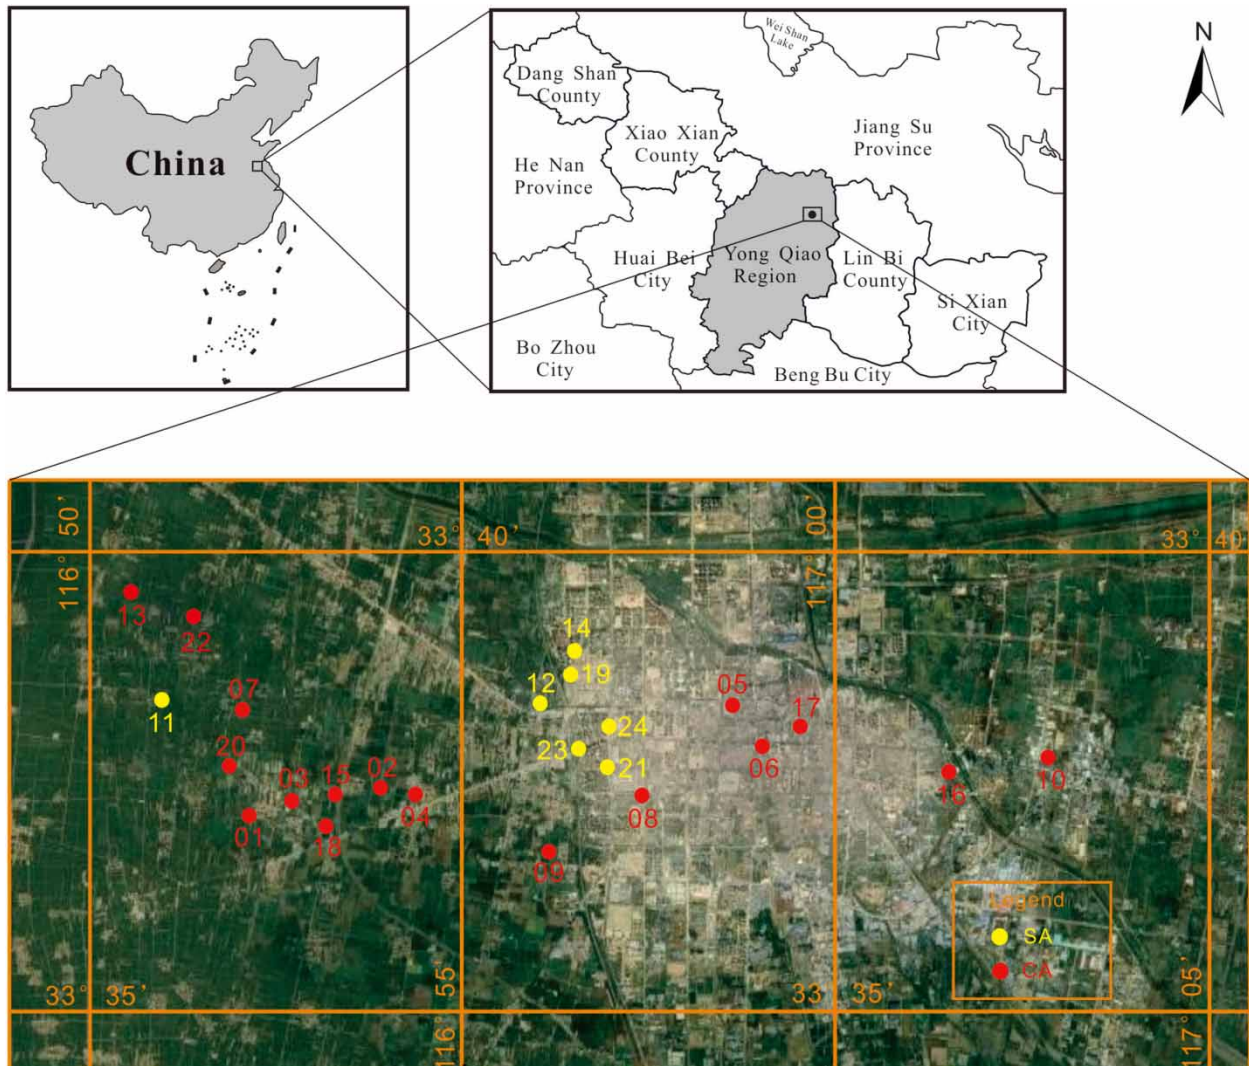 N
China
Wei Shan
Lake
Dang Shan
County
Xiao Xian
County
Jiang Su
Province
He Nan
Province
Huai Bei
City
Yong Qiao
Region
Lin Bi
County
Si Xian
City
Bo Zhou
City
Beng Bu City
116° 50'
33° 40'
117° 00'
33° 40'
13
22
14
19
12
11
07
05
17
24
23
20
21
06
10
16
03
15
02
04
08
01
18
09
Legend
SA
CA
33° 35'
116° 55'
33° 35'
117° 05'